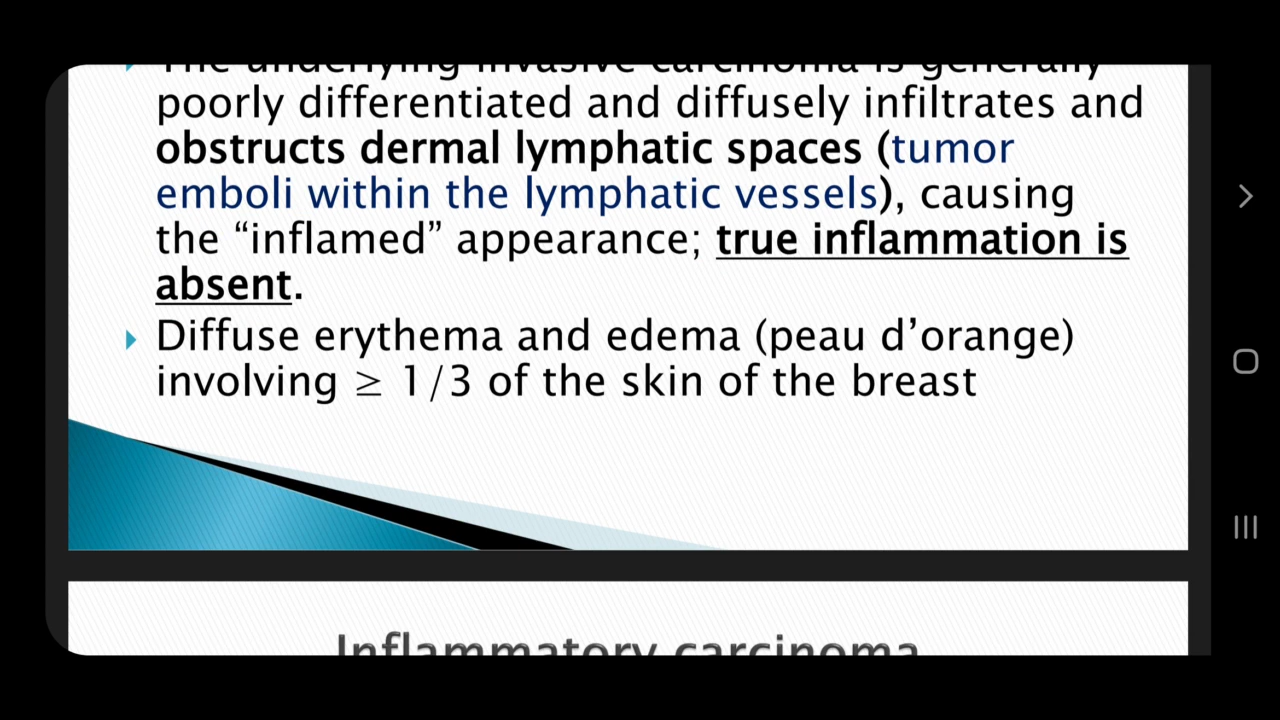 The underlying invasive carcinoma is generally
poorly differentiated and diffusely infiltrates and
obstructs dermal lymphatic spaces (tumor
emboli within the lymphatic vessels), causing
the “inflamed” appearance; true inflammation is
absent.
Diffuse erythema and edema (peau d’orange)
involving ≥ 1/3 of the skin of the breast
Inflammatory carcinoma